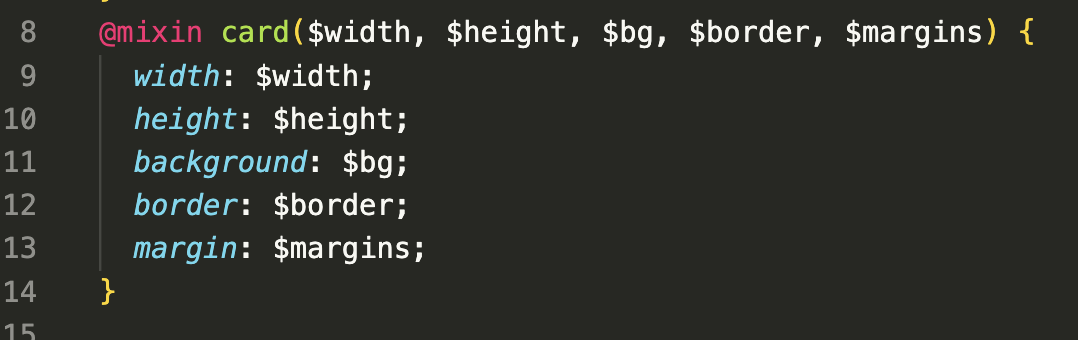 8 @mixin card($width, $height, $bg, $border, $margins) {
9 width: $width;
10 height: $height;
11 background: $bg;
12 border: $border;
13 margin: $margins;
14 }
15